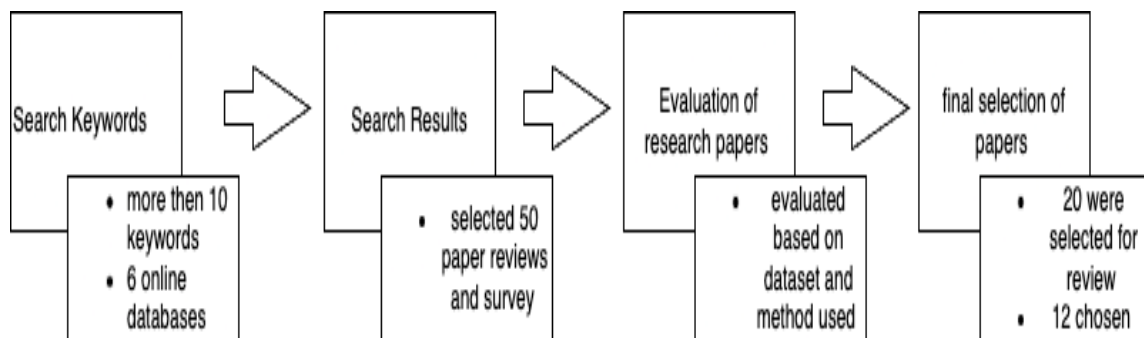 Search Keywords
• more then 10
keywords
• 6 online
databases
Search Results
• selected 50
paper reviews
and survey
Evaluation of
research papers
• evaluated
based on
dataset and
method used
final selection of
papers
• 20 were
selected for
review
• 12 chosen